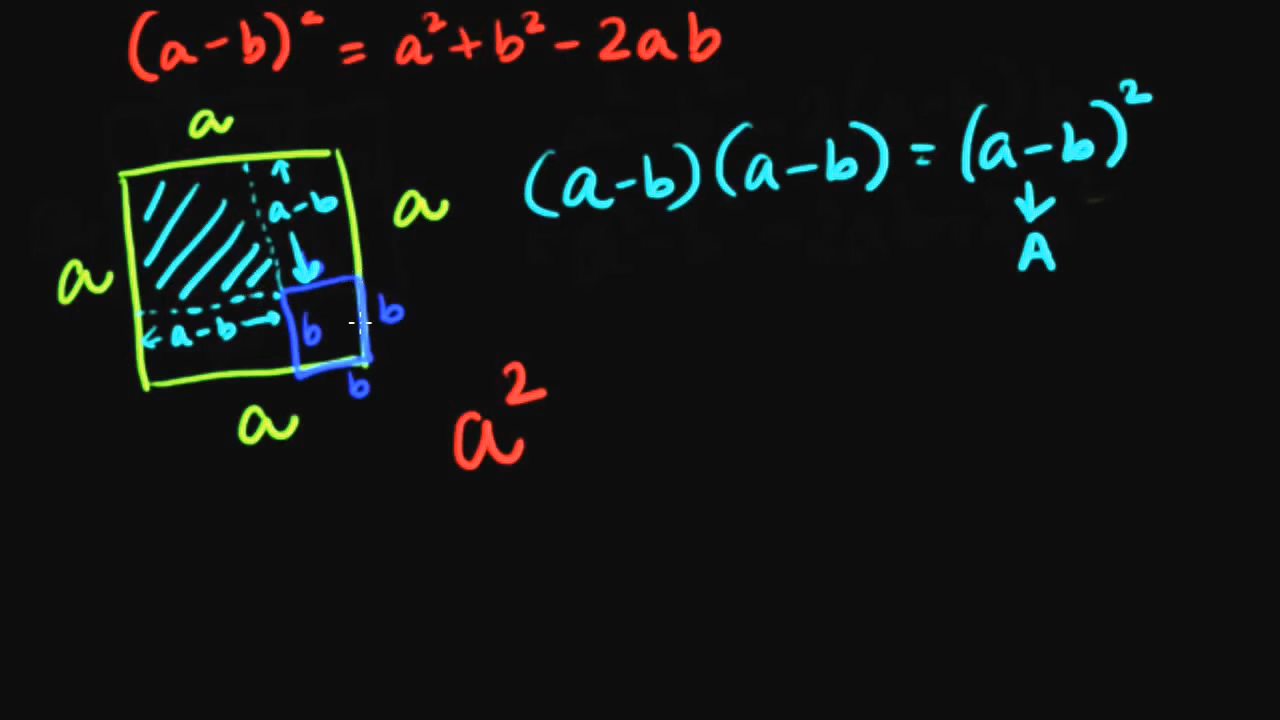 (a-b)² = a²+b²-2ab
a
(a-b)(a-b) = (a-b)²
a-b
a
A
a
b
b
a-b
b
b
a
a²